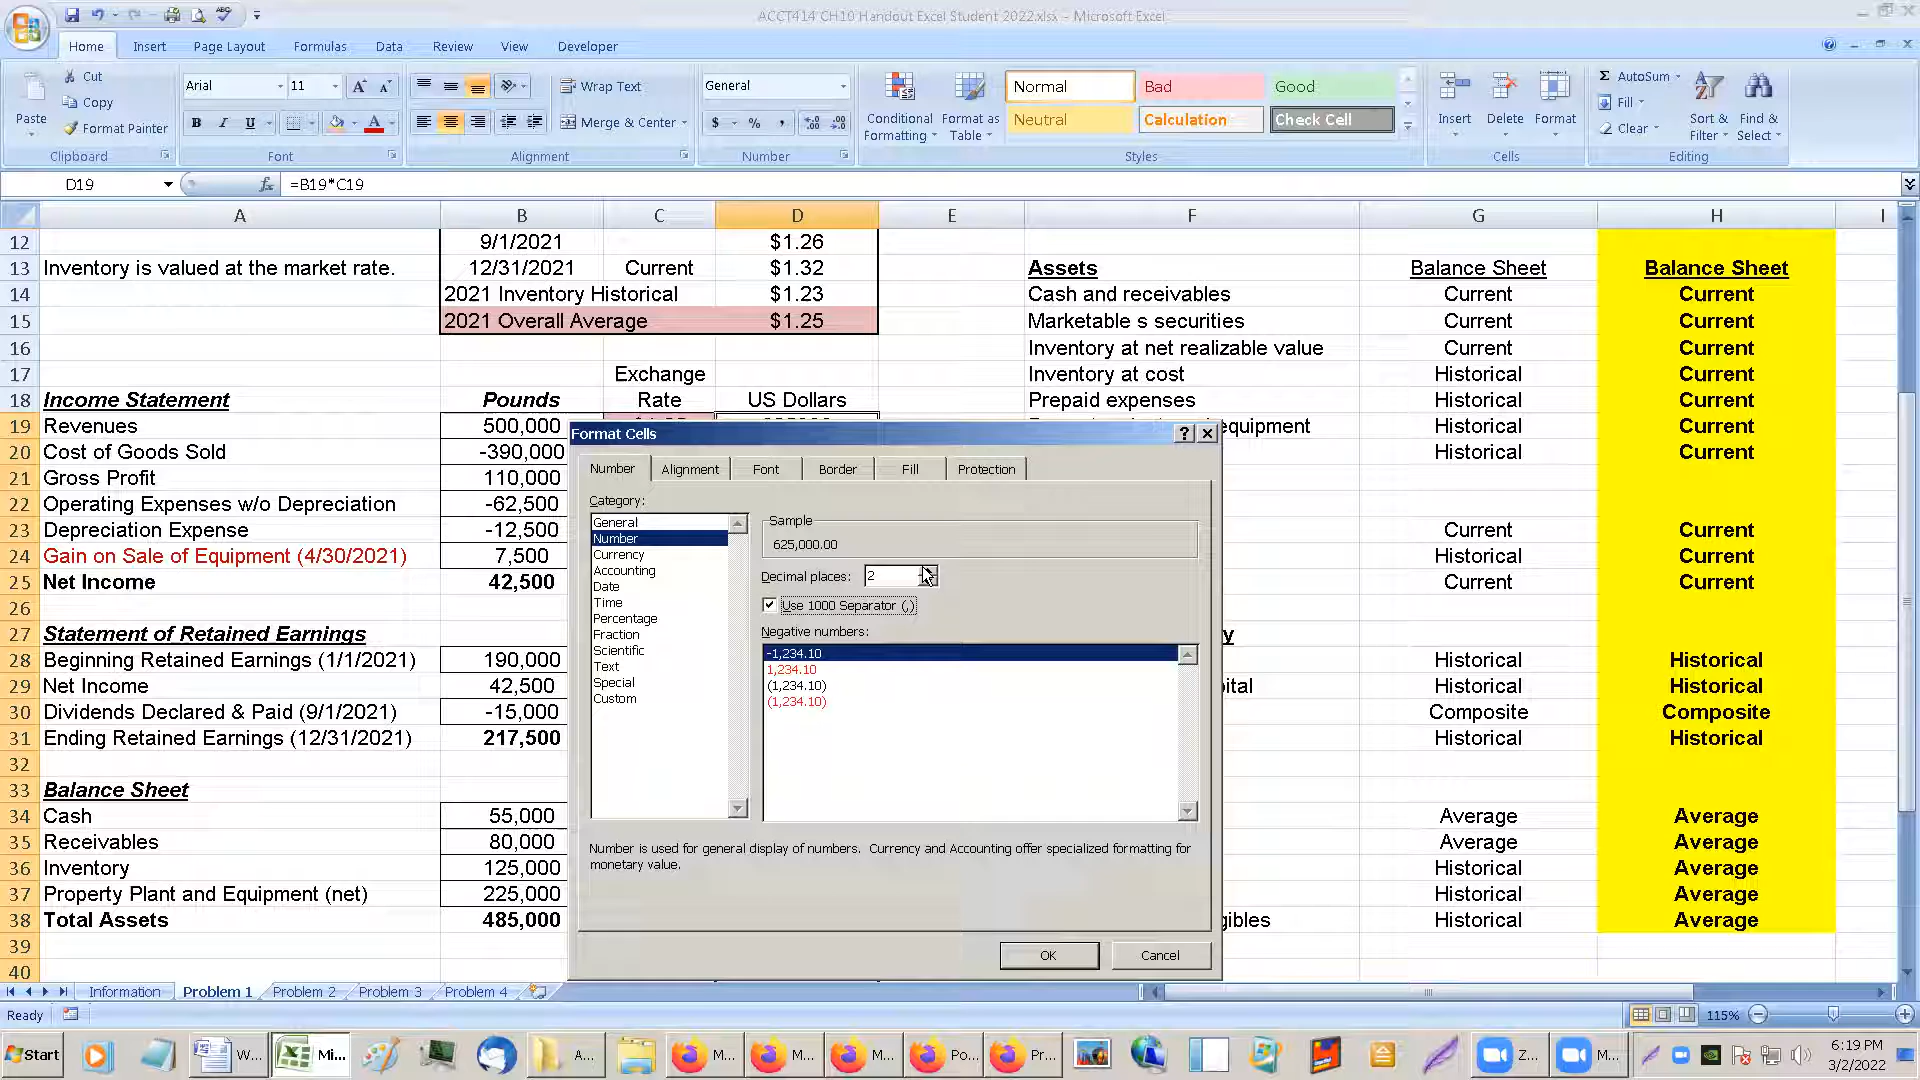 ACCT414 CH10 Handout Excel Student 2022.xlsx - Microsoft Excel
Home Insert Page Layout Formulas Data Review View Developer
Paste Cut Copy Format Painter Clipboard
Arial 11 B I U Font
Wrap Text Merge & Center Alignment
General $ % , Number
Conditional Formatting Format as Table Normal Bad Good Neutral Calculation Check Cell Styles
Insert Delete Format Cells
AutoSum Fill Clear Sort & Filter Find & Select Editing
D19 fx =B19*C19
A B C D E F G H I
12 9/1/2021 $1.26
13 Inventory is valued at the market rate. 12/31/2021 Current $1.32 Assets Balance Sheet Balance Sheet
14 2021 Inventory Historical $1.23 Cash and receivables Current Current
15 2021 Overall Average $1.25 Marketable s securities Current Current
16 Inventory at net realizable value Current Current
17 Exchange Inventory at cost Historical Current
18 Income Statement Pounds Rate US Dollars Prepaid expenses Historical Current
19 Revenues 500,000 equipment Historical Current
20 Cost of Goods Sold -390,000 Historical Current
21 Gross Profit 110,000
22 Operating Expenses w/o Depreciation -62,500
23 Depreciation Expense -12,500 Current Current
24 Gain on Sale of Equipment (4/30/2021) 7,500 Historical Current
25 Net Income 42,500 Current Current
26
27 Statement of Retained Earnings y
28 Beginning Retained Earnings (1/1/2021) 190,000 Historical Historical
29 Net Income 42,500 ital Historical Historical
30 Dividends Declared & Paid (9/1/2021) -15,000 Composite Composite
31 Ending Retained Earnings (12/31/2021) 217,500 Historical Historical
32
33 Balance Sheet
34 Cash 55,000 Average Average
35 Receivables 80,000 Average Average
36 Inventory 125,000 Historical Historical
37 Property Plant and Equipment (net) 225,000 Historical Average
38 Total Assets 485,000 gibles Historical Average
39
40
Format Cells ?
Number Alignment Font Border Fill Protection
Category:
General
Number
Currency
Accounting
Date
Time
Percentage
Fraction
Scientific
Text
Special
Custom
Sample
625,000.00
Decimal places: 2
Use 1000 Separator (,)
Negative numbers:
-1,234.10
1,234.10
(1,234.10)
(1,234.10)
Number is used for general display of numbers. Currency and Accounting offer specialized formatting for
monetary value.
OK Cancel
Information Problem 1 Problem 2 Problem 3 Problem 4
Ready 115%
Start W... Mi... A... M... M... M... Po... Pr... Z... M... 6:19 PM
3/2/2022